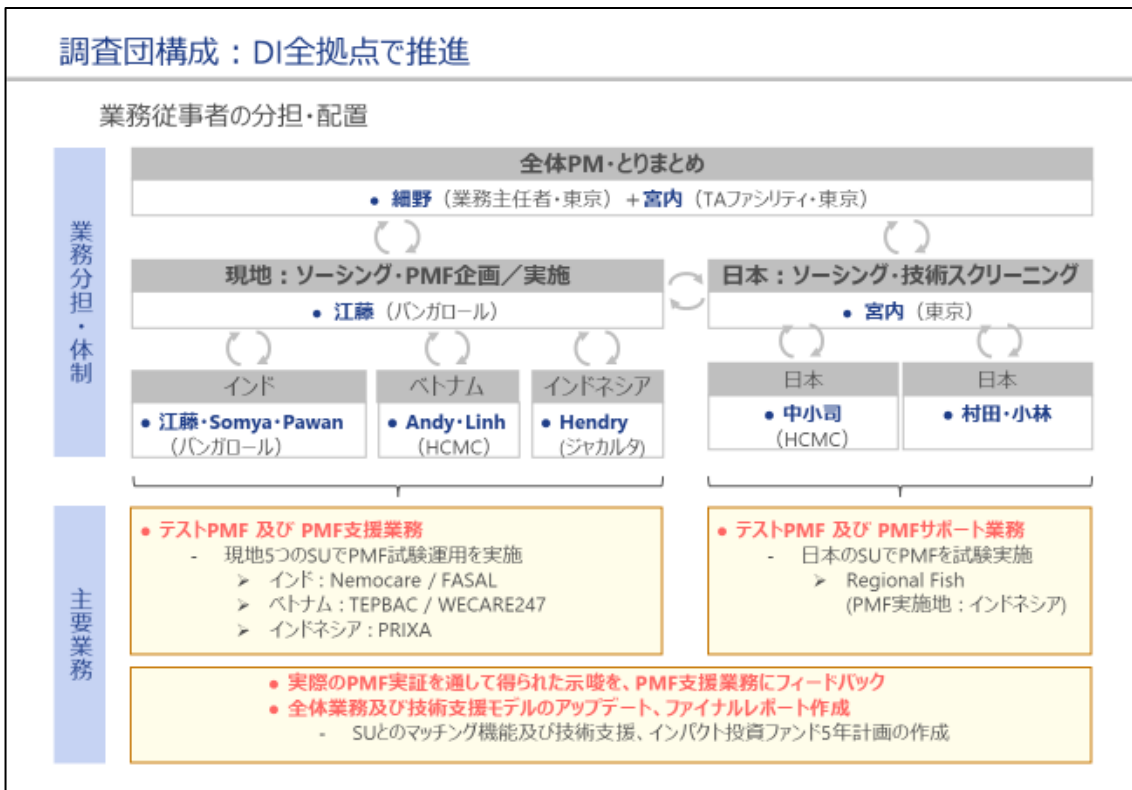 調査団構成：DI全拠点で推進
業務従事者の分担・配置
業務分担・体制
全体PM・とりまとめ
● 細野（業務主任者・東京）＋宮内（TAファシリティ・東京）
現地：ソーシング・PMF企画／実施
● 江藤（バンガロール）
日本：ソーシング・技術スクリーニング
● 宮内（東京）
インド
● 江藤・Somya・Pawan
（バンガロール）
ベトナム
● Andy・Linh
（HCMC）
インドネシア
● Hendry
（ジャカルタ）
日本
● 中小司
（HCMC）
日本
● 村田・小林
主要業務
● テストPMF 及び PMF支援業務
- 現地5つのSUでPMF試験運用を実施
➢ インド：Nemocare / FASAL
➢ ベトナム：TEPBAC / WECARE247
➢ インドネシア：PRIXA
● テストPMF 及び PMFサポート業務
- 日本のSUでPMFを試験実施
➢ Regional Fish
(PMF実施地：インドネシア)
● 実際のPMF実証を通して得られた示唆を、PMF支援業務にフィードバック
● 全体業務及び技術支援モデルのアップデート、ファイナルレポート作成
- SUとのマッチング機能及び技術支援、インパクト投資ファンド5年計画の作成